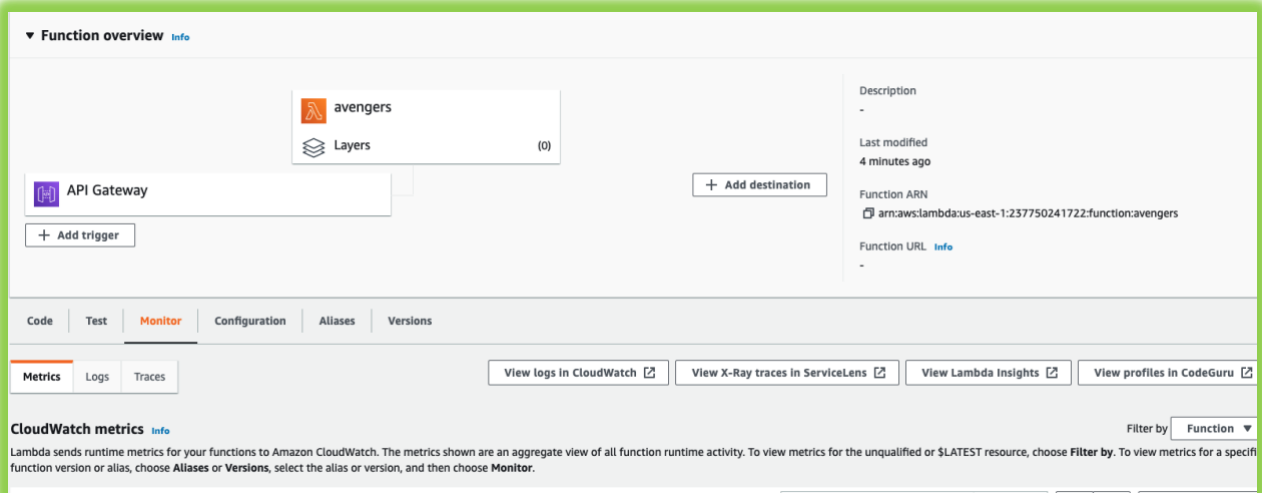 ▼ Function overview Info
avengers
Layers (0)
API Gateway
+ Add trigger
+ Add destination
Description
-
Last modified
4 minutes ago
Function ARN
arn:aws:lambda:us-east-1:237750241722:function:avengers
Function URL Info
-
Code Test Monitor Configuration Aliases Versions
Metrics Logs Traces
View logs in CloudWatch View X-Ray traces in ServiceLens View Lambda Insights View profiles in CodeGuru
CloudWatch metrics Info
Filter by Function ▼
Lambda sends runtime metrics for your functions to Amazon CloudWatch. The metrics shown are an aggregate view of all function runtime activity. To view metrics for the unqualified or $LATEST resource, choose Filter by. To view metrics for a specifi
function version or alias, choose Aliases or Versions, select the alias or version, and then choose Monitor.